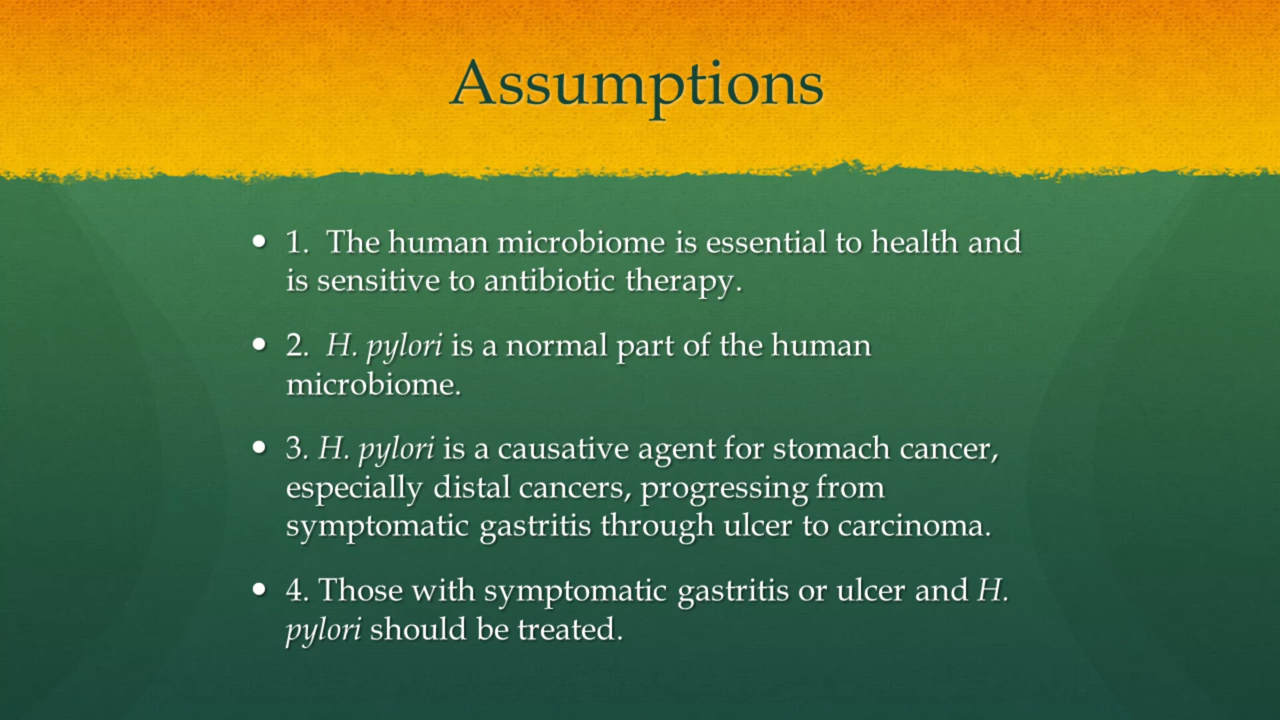 Assumptions
• 1.  The human microbiome is essential to health and
is sensitive to antibiotic therapy.
• 2.  H. pylori is a normal part of the human
microbiome.
• 3. H. pylori is a causative agent for stomach cancer,
especially distal cancers, progressing from
symptomatic gastritis through ulcer to carcinoma.
• 4. Those with symptomatic gastritis or ulcer and H.
pylori should be treated.